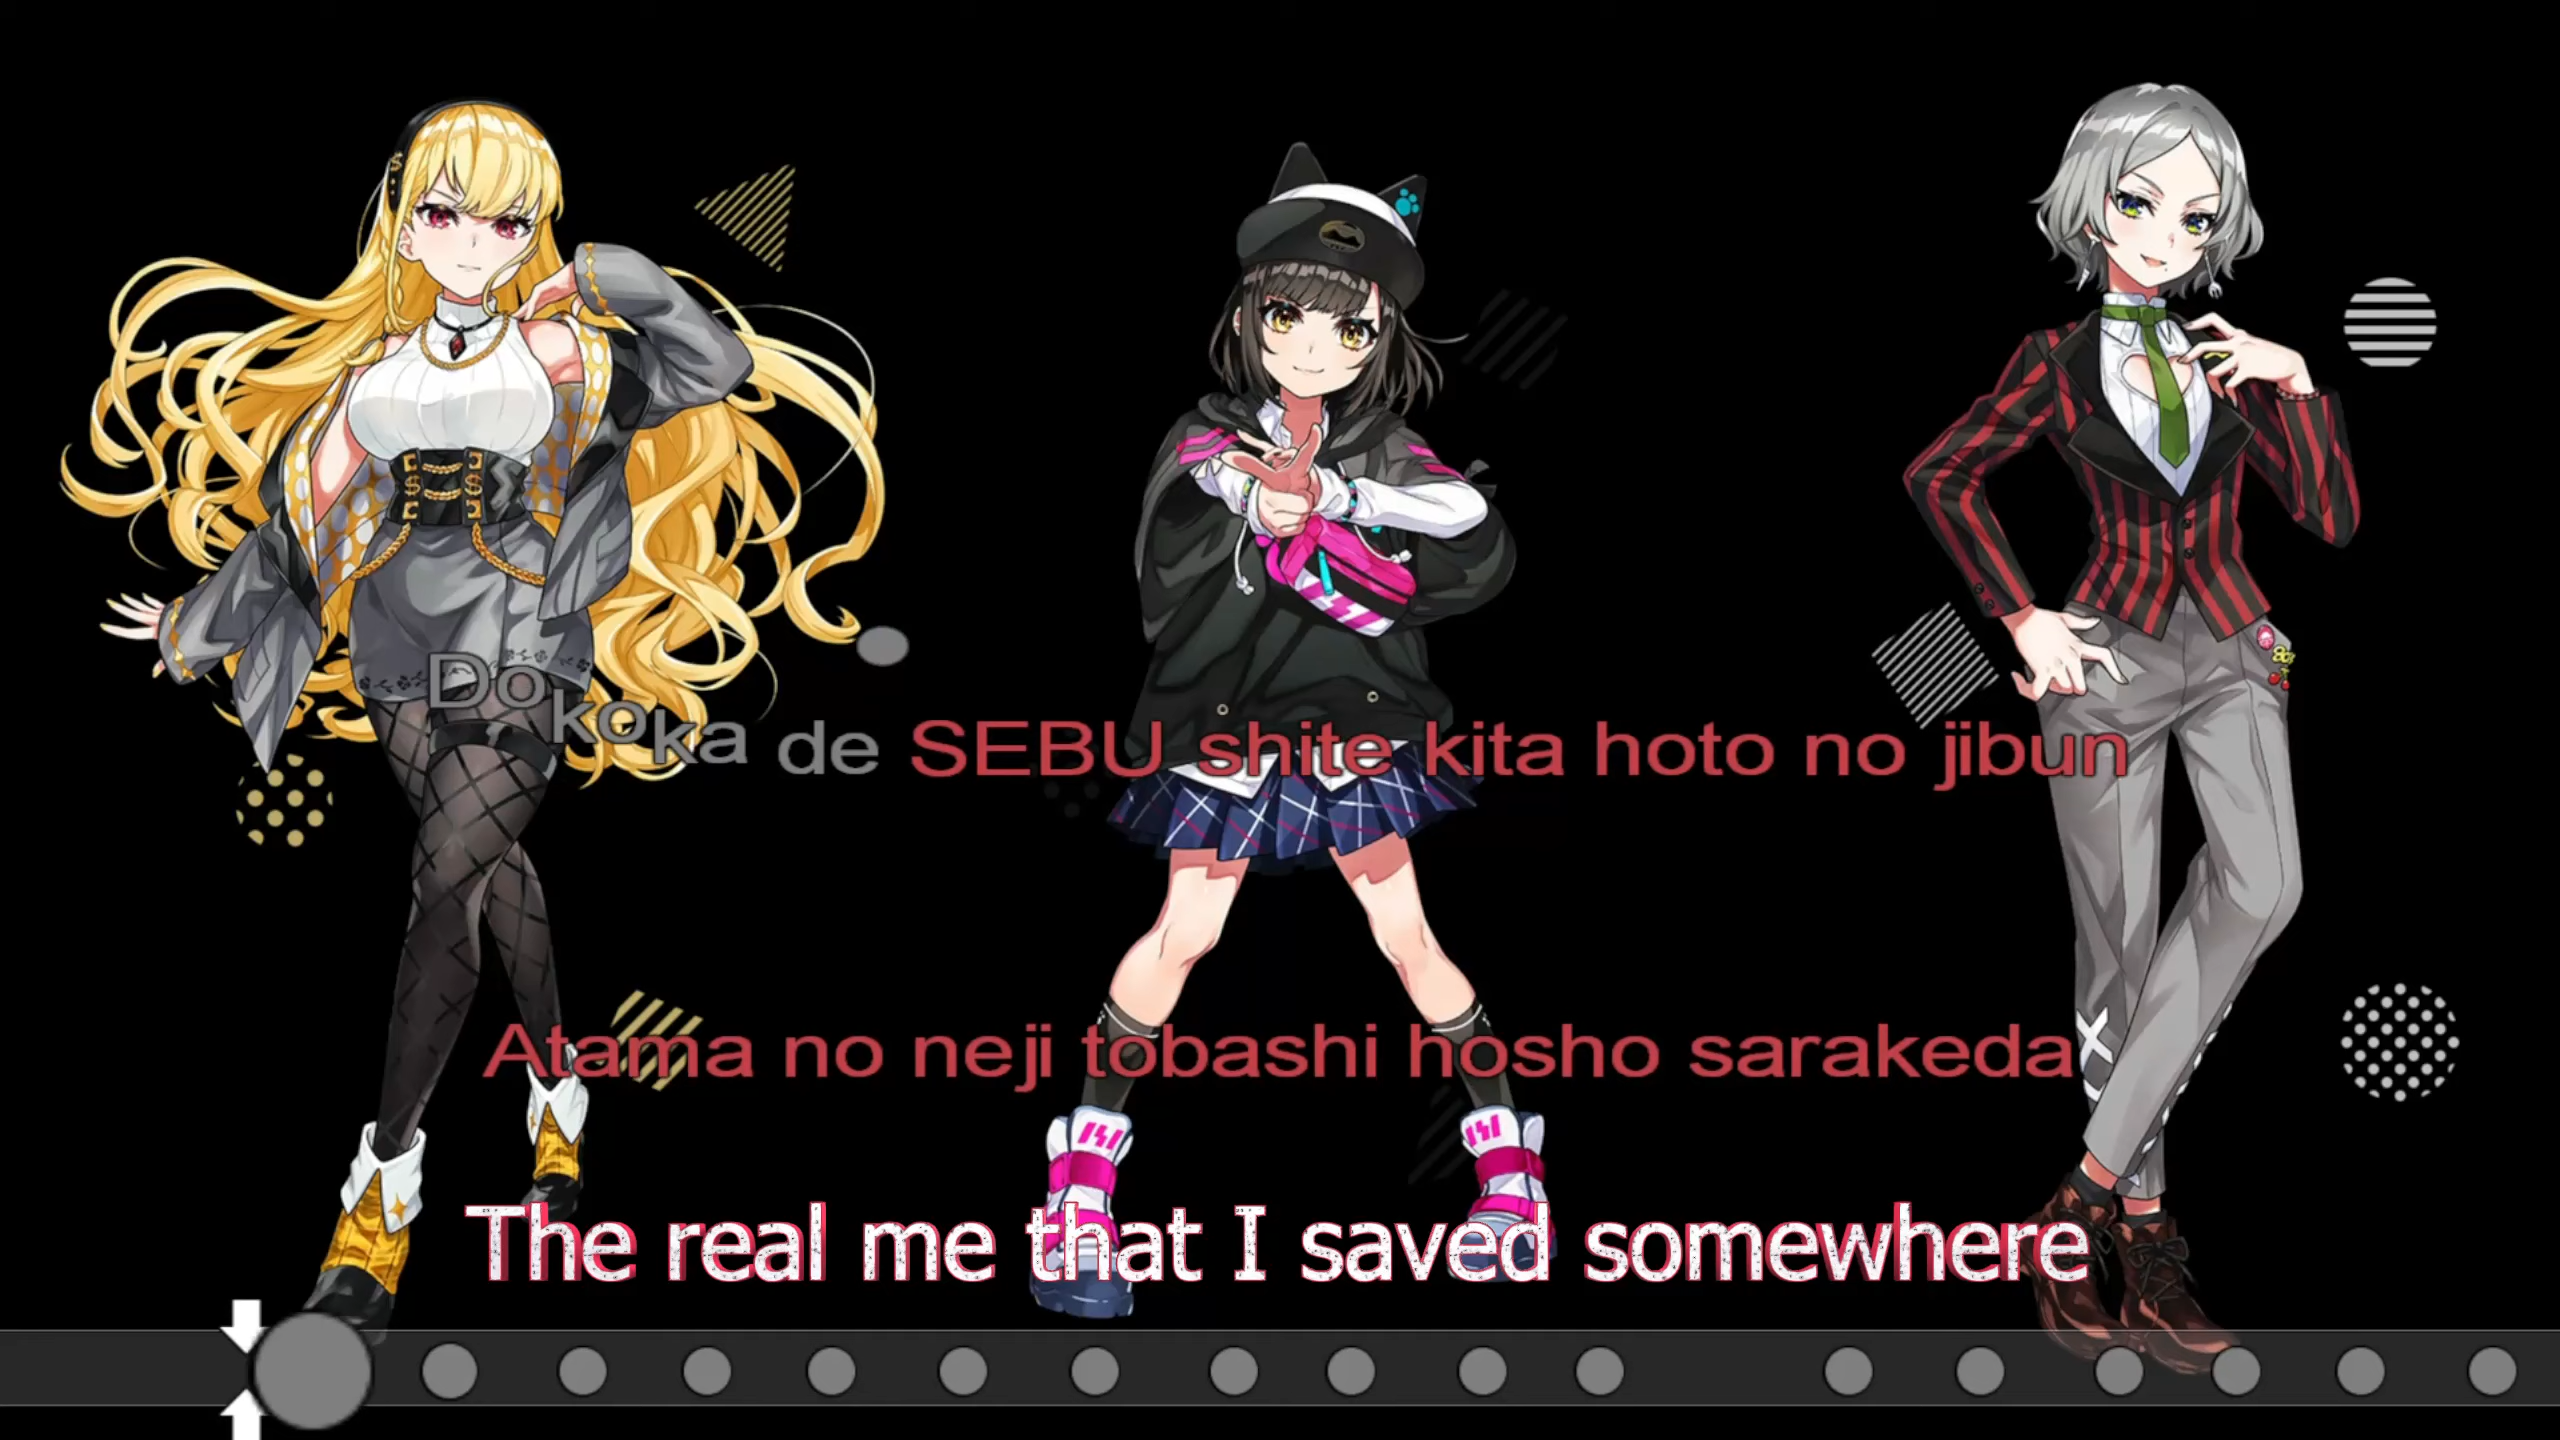 Dokoka de SEBU shite kita hoto no jibun
Atama no neji tobashi hosho sarakeda
The real me that I saved somewhere